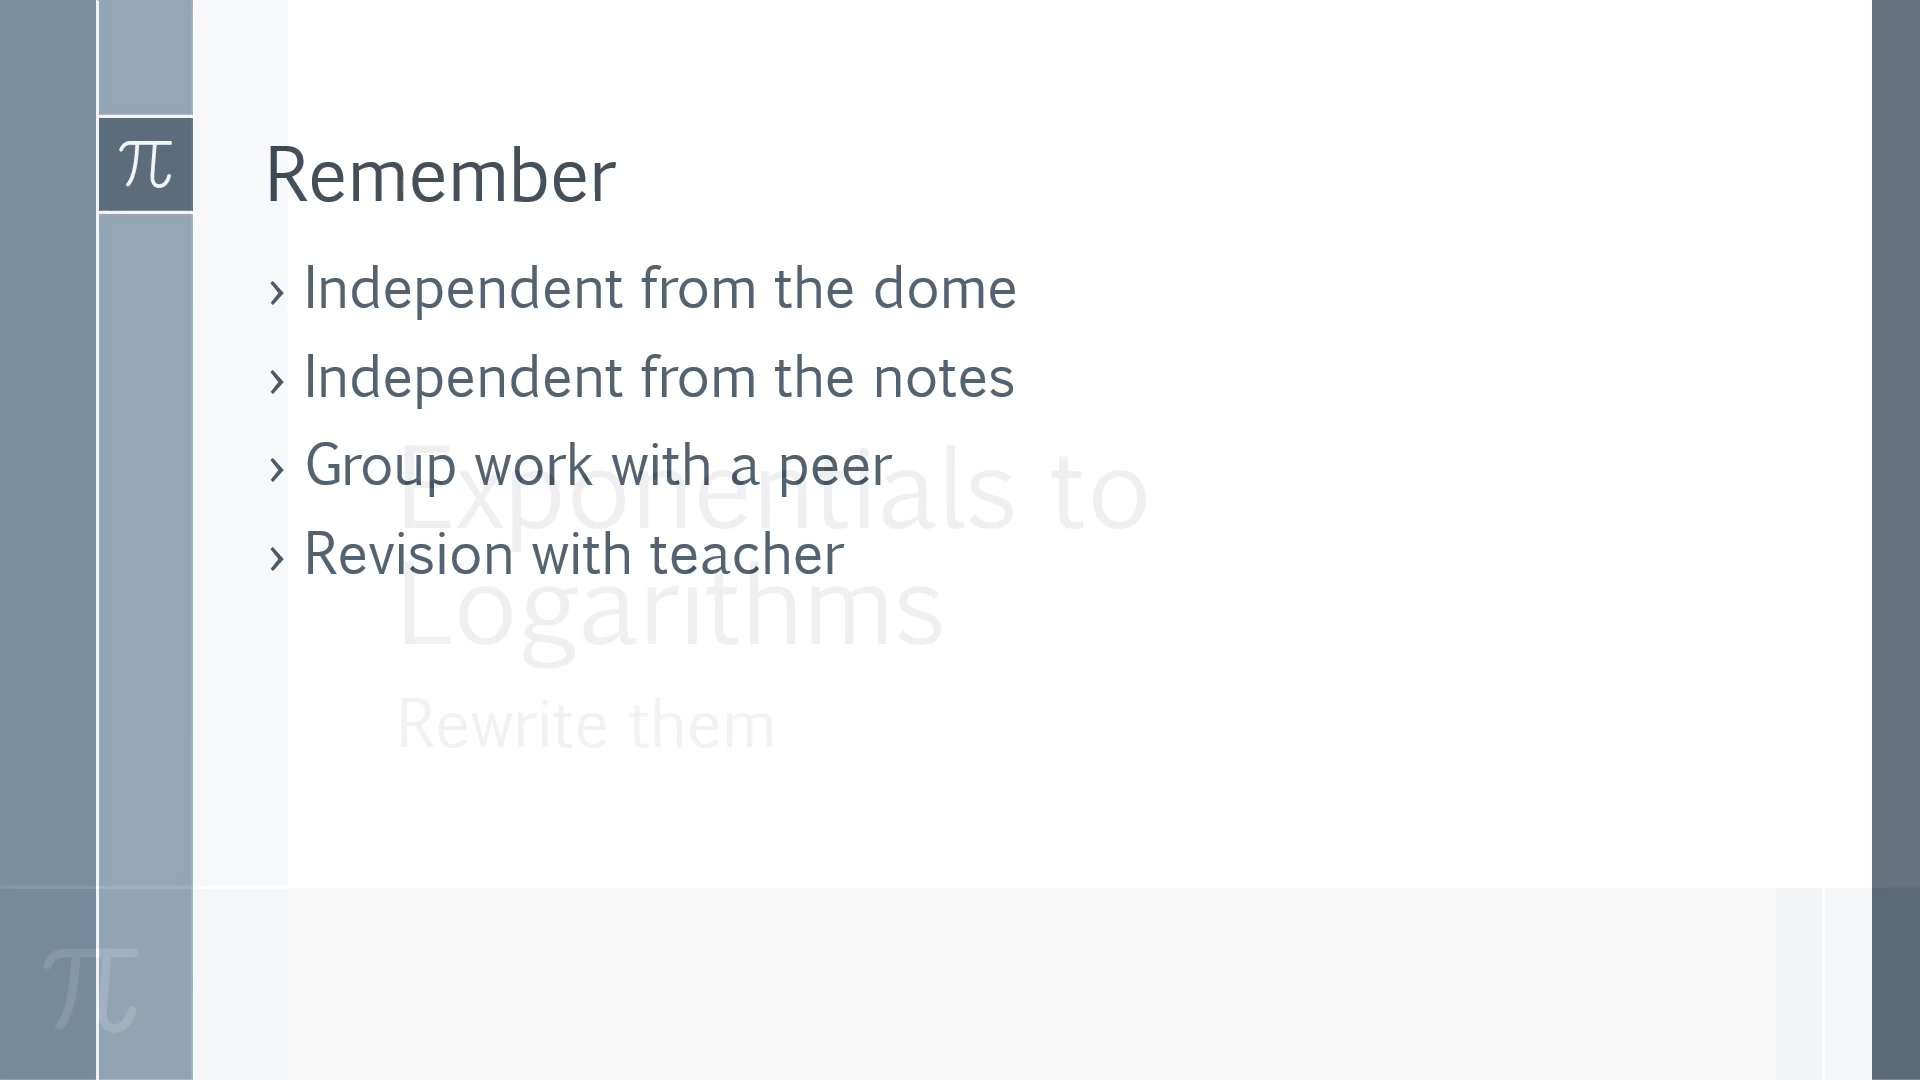 π
Remember
› Independent from the dome
› Independent from the notes
› Group work with a peer
› Revision with teacher
Exponentials to
Logarithms
Rewrite them
π